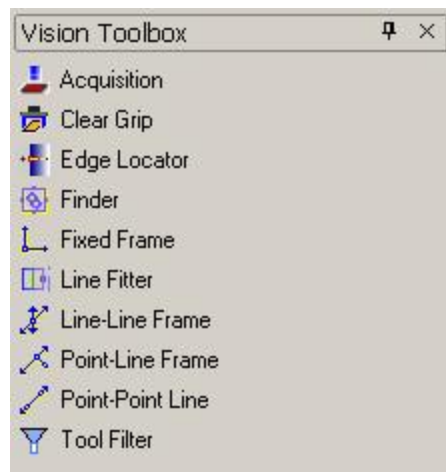 Vision Toolbox
Acquisition
Clear Grip
Edge Locator
Finder
Fixed Frame
Line Fitter
Line-Line Frame
Point-Line Frame
Point-Point Line
Tool Filter